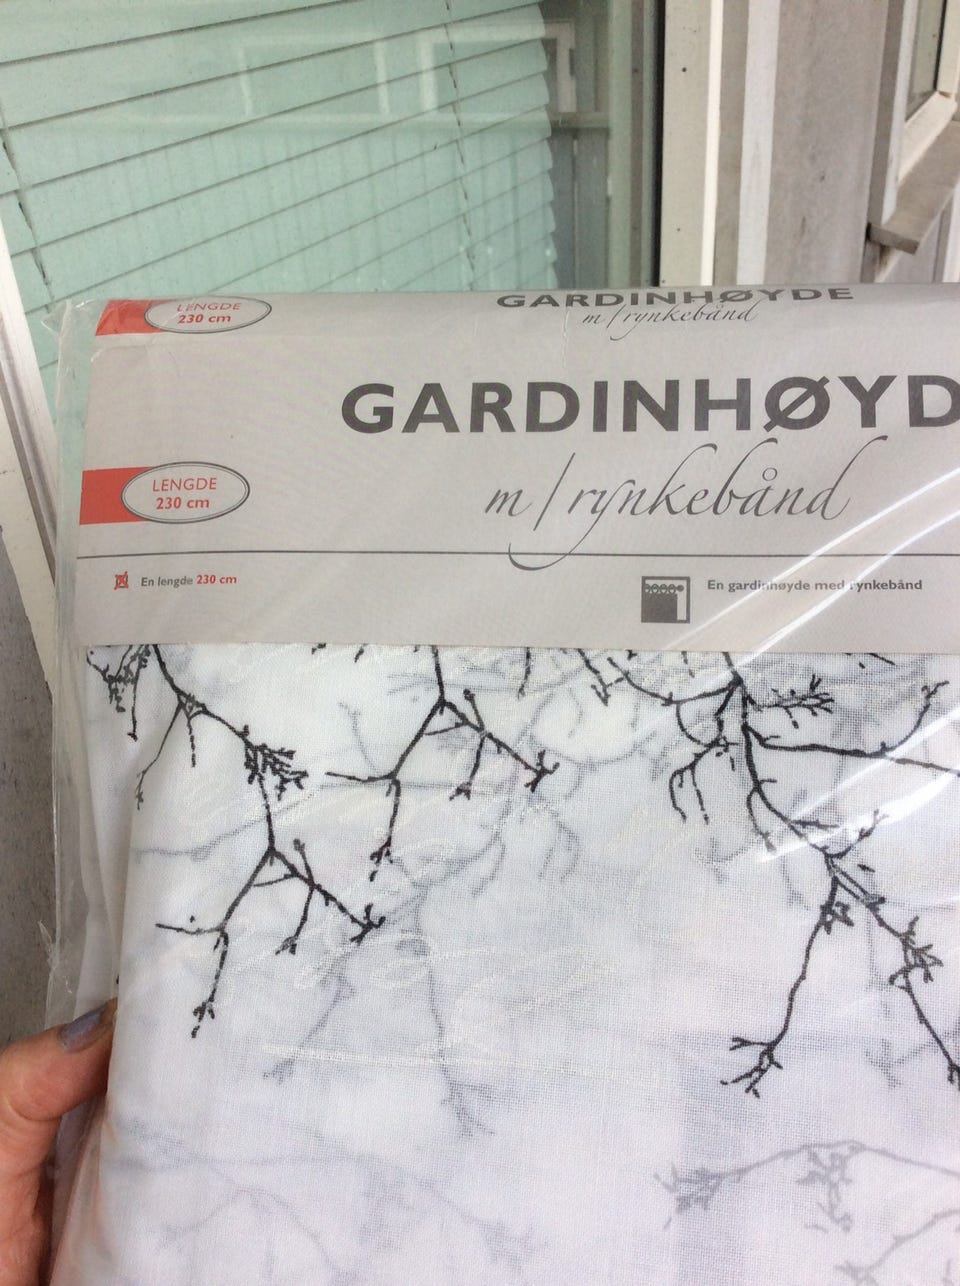 LENGDE
230 cm
GARDINHØYDE
m/rynkebånd
GARDINHØYD
m/rynkebånd
LENGDE
230 cm
En lengde 230 cm
En gardinhøyde med rynkebånd